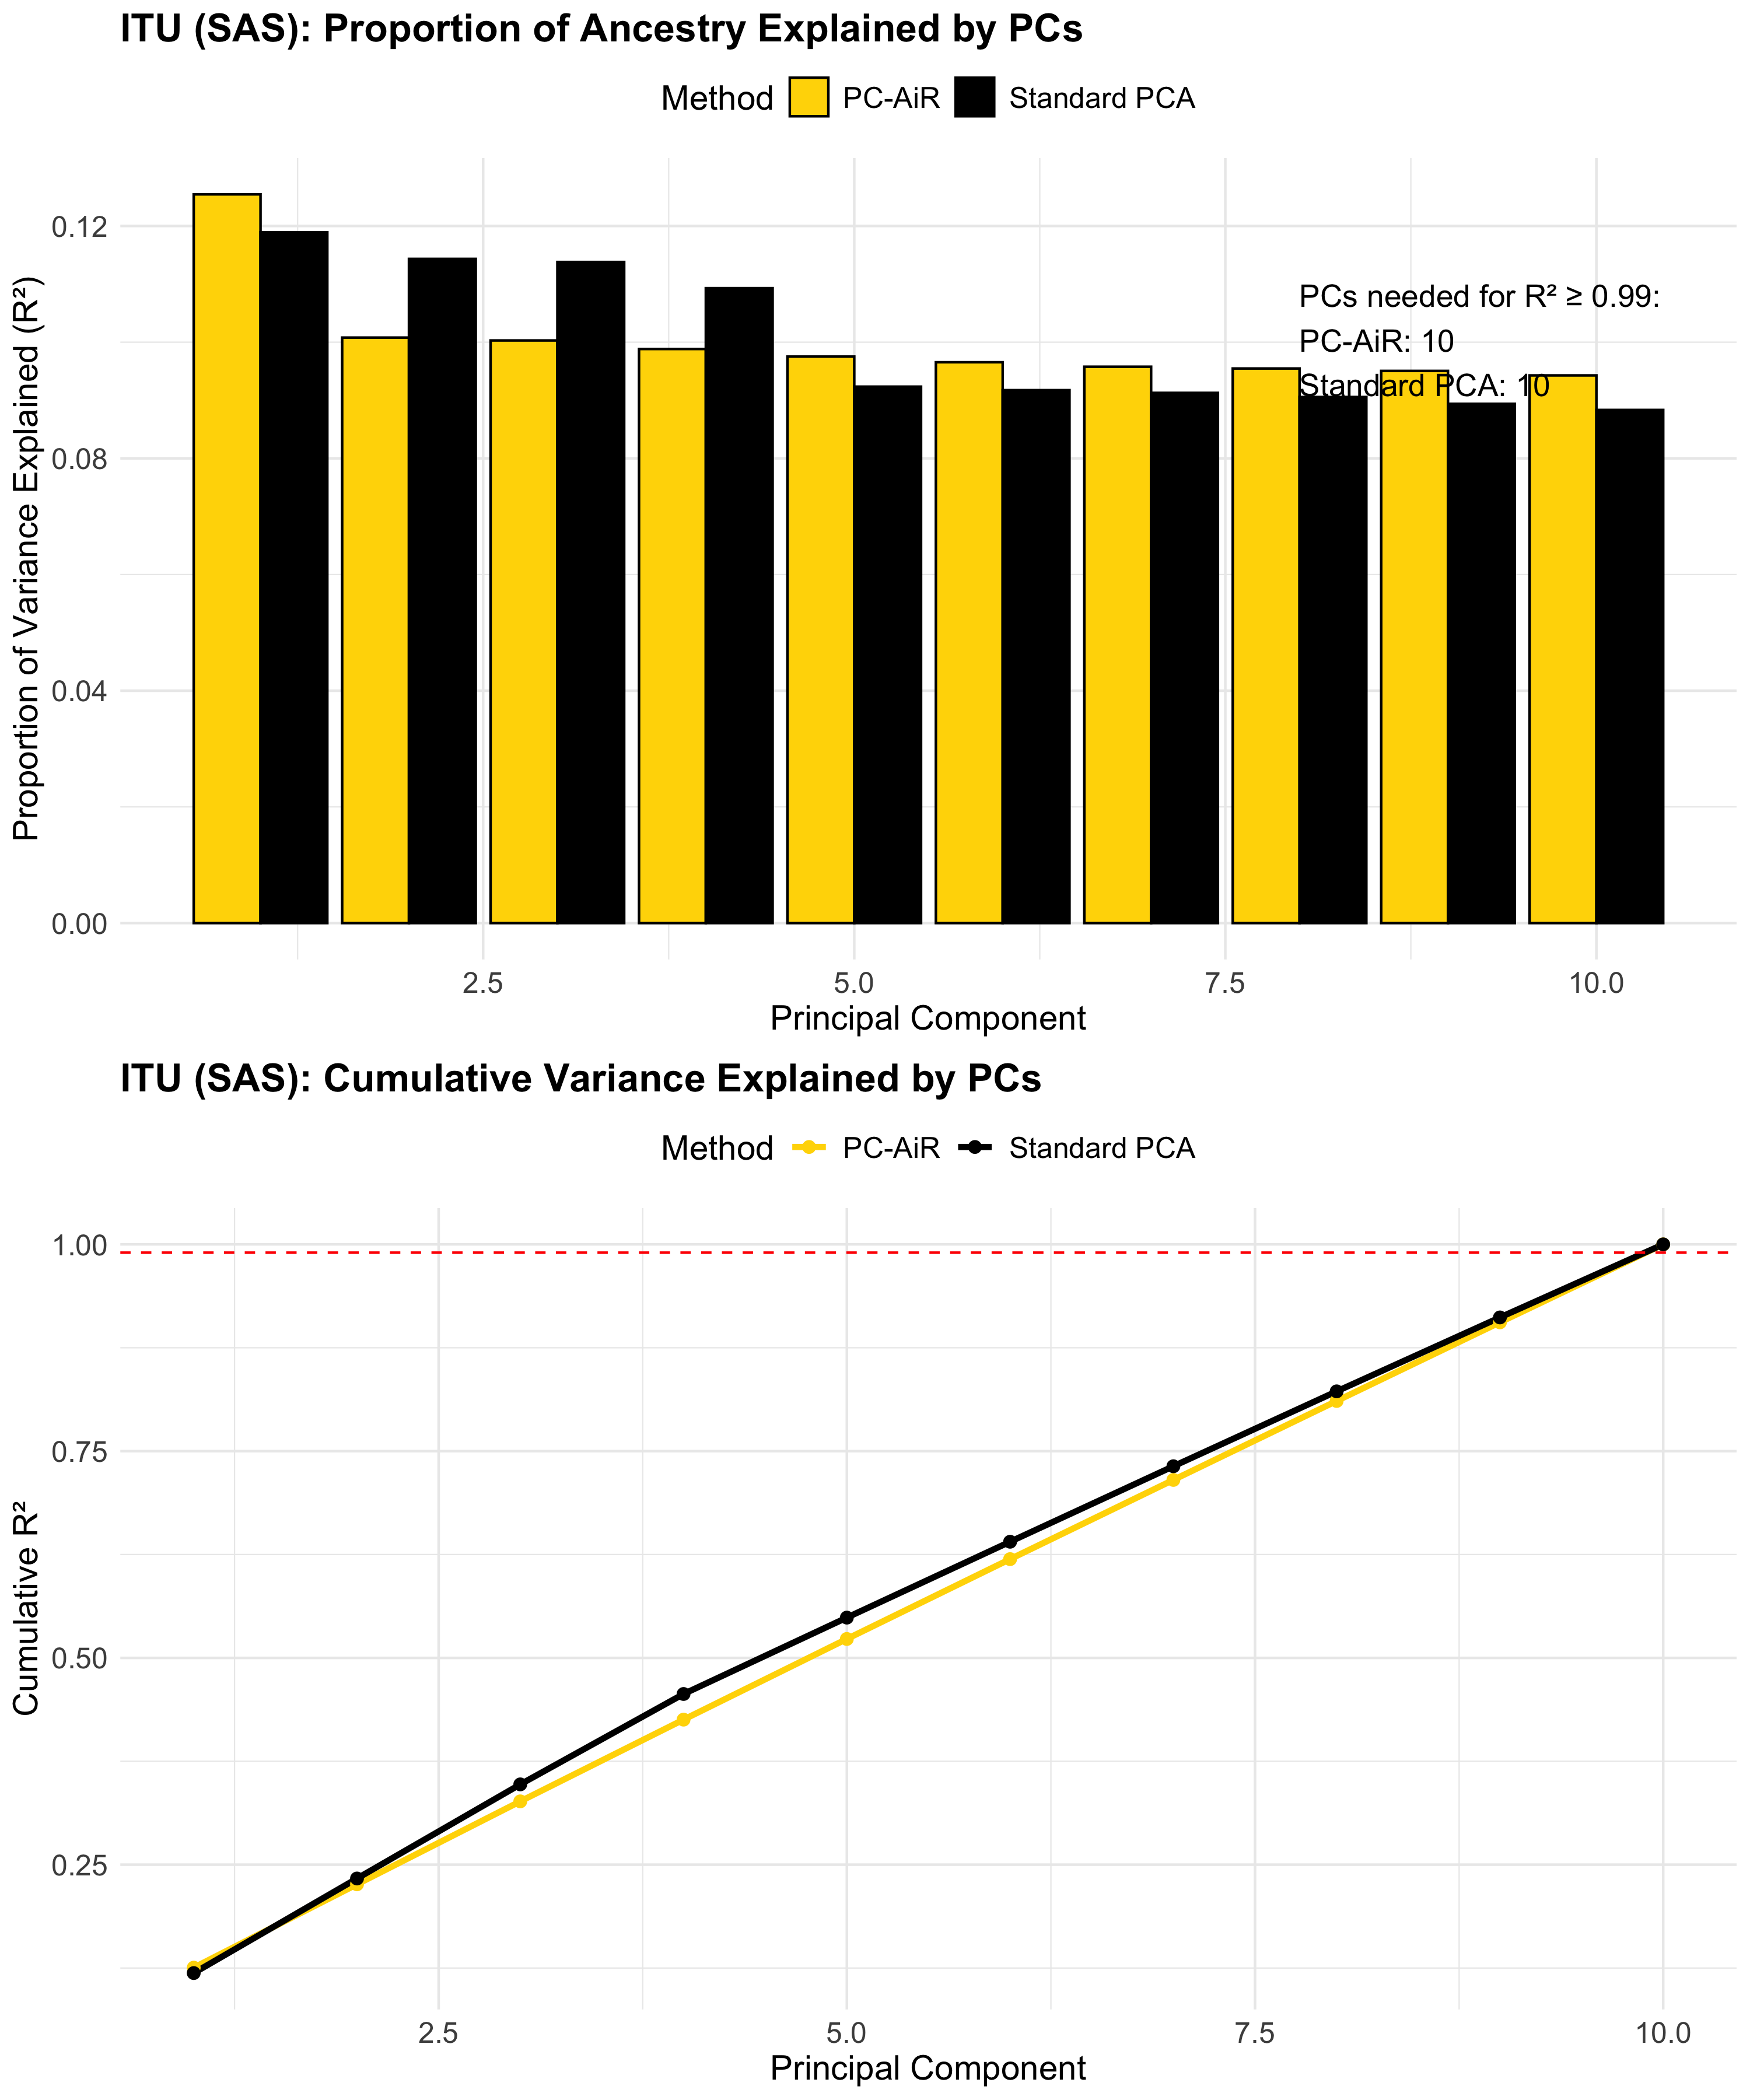 ITU (SAS): Proportion of Ancestry Explained by PCs
Method PC-AiR Standard PCA
Proportion of Variance Explained (R²)
0.12
0.08
0.04
0.00
PCs needed for R² ≥ 0.99:
PC-AiR: 10
Standard PCA: 10
2.5 5.0 7.5 10.0
Principal Component
ITU (SAS): Cumulative Variance Explained by PCs
Method PC-AiR Standard PCA
Cumulative R²
1.00
0.75
0.50
0.25
2.5 5.0 7.5 10.0
Principal Component